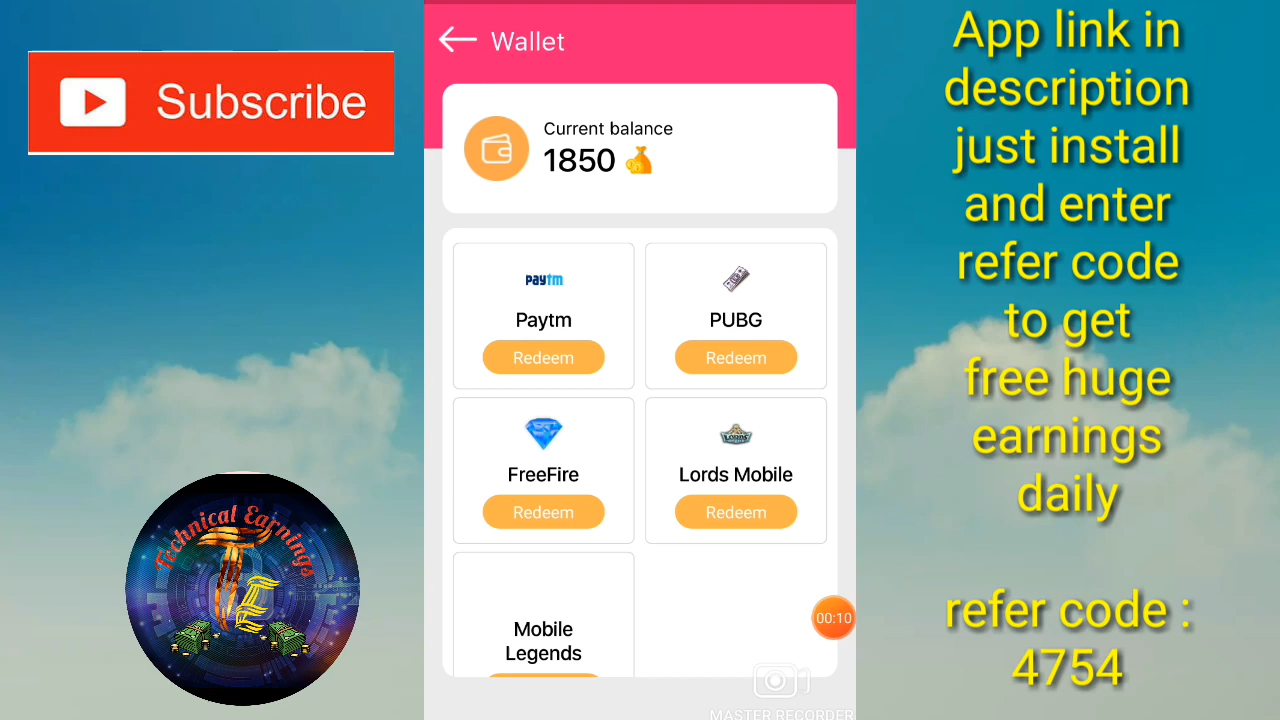 Subscribe
Technical Earnings
TE
Wallet
Current balance
1850
paytm
Paytm
Redeem
PUBG
Redeem
FreeFire
Redeem
LORDS
Lords Mobile
Redeem
Mobile
Legends
00:10
MASTER RECORDER
App link in
description
just install
and enter
refer code
to get
free huge
earnings
daily
refer code :
4754